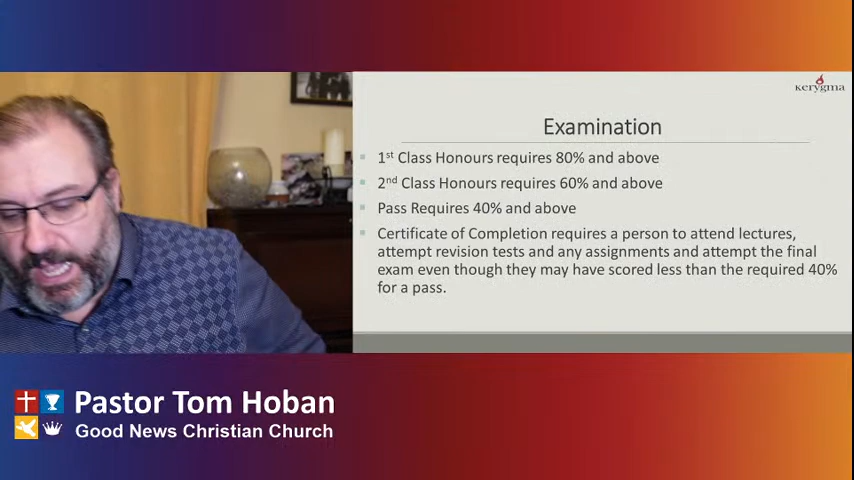 kerygma
Examination
1st Class Honours requires 80% and above
2nd Class Honours requires 60% and above
Pass Requires 40% and above
Certificate of Completion requires a person to attend lectures,
attempt revision tests and any assignments and attempt the final
exam even though they may have scored less than the required 40%
for a pass.
Pastor Tom Hoban
Good News Christian Church